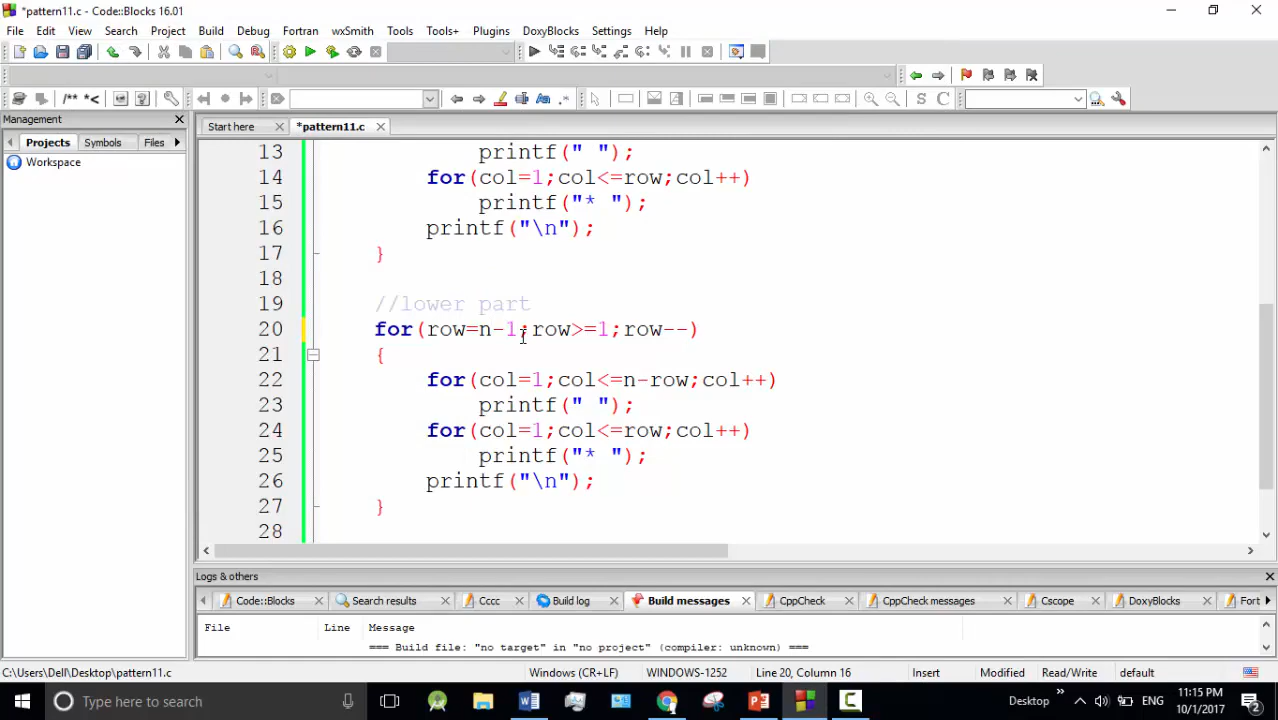 *pattern11.c - Code::Blocks 16.01
File Edit View Search Project Build Debug Fortran wxSmith Tools Tools+ Plugins DoxyBlocks Settings Help
/** *<
S C
Management
Projects Symbols Files
Workspace
Start here *pattern11.c
13 printf(" ");
14 for(col=1;col<=row;col++)
15 printf("* ");
16 printf("\n");
17 }
18
19 //lower part
20 for(row=n-1;row>=1;row--)
21 {
22 for(col=1;col<=n-row;col++)
23 printf(" ");
24 for(col=1;col<=row;col++)
25 printf("* ");
26 printf("\n");
27 }
28
Logs & others
Code::Blocks Search results Cccc Build log Build messages CppCheck CppCheck messages Cscope DoxyBlocks Fort
File Line Message
=== Build file: "no target" in "no project" (compiler: unknown) ===
C:\Users\Dell\Desktop\pattern11.c Windows (CR+LF) WINDOWS-1252 Line 20, Column 16 Insert Modified Read/Write default
Type here to search
Desktop ENG 11:15 PM 10/1/2017 2